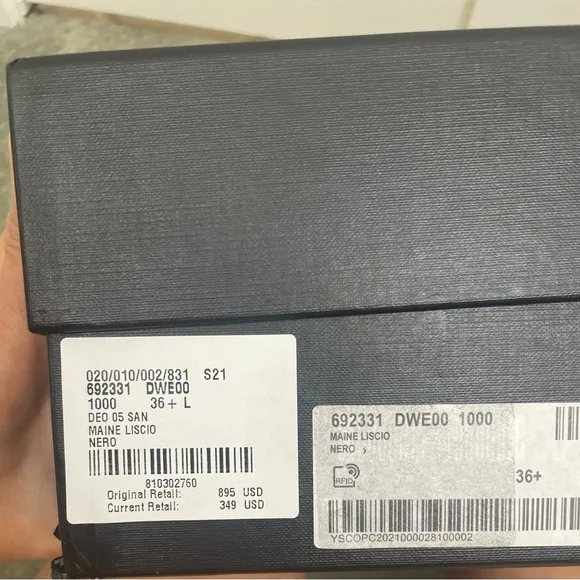 020/010/002/831 S21
692331 DWE00
1000 36+ L
DEO 05 SAN
MAINE LISCIO
NERO
810302760
Original Retail: 895 USD
Current Retail: 349 USD
692331 DWE00 1000
MAINE LISCIO
NERO ,
RFID
36+
YSCOPC2021000028100002